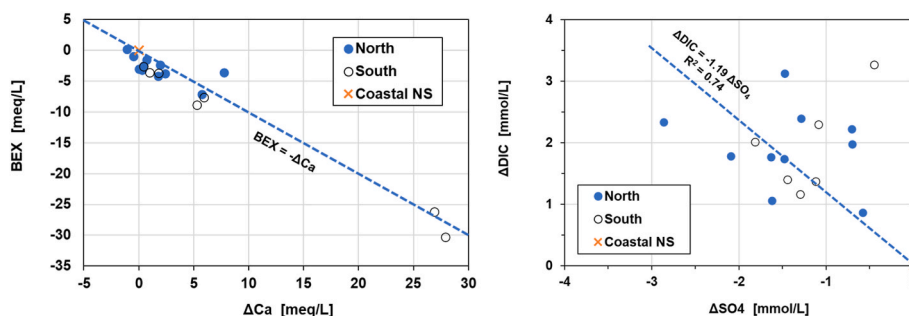 5
0
-5
-10
-15
-20
-25
-30
-35
-5
0
5
10
15
20
25
30
BEX [meq/L]
ΔCa [meq/L]
North
South
Coastal NS
BEX = -ΔCa
4
3
2
1
0
-4
-3
-2
-1
ΔDIC [mmol/L]
ΔSO4 [mmol/L]
ΔDIC = -1.19 ΔSO₄
R² = 0.74
North
South
Coastal NS